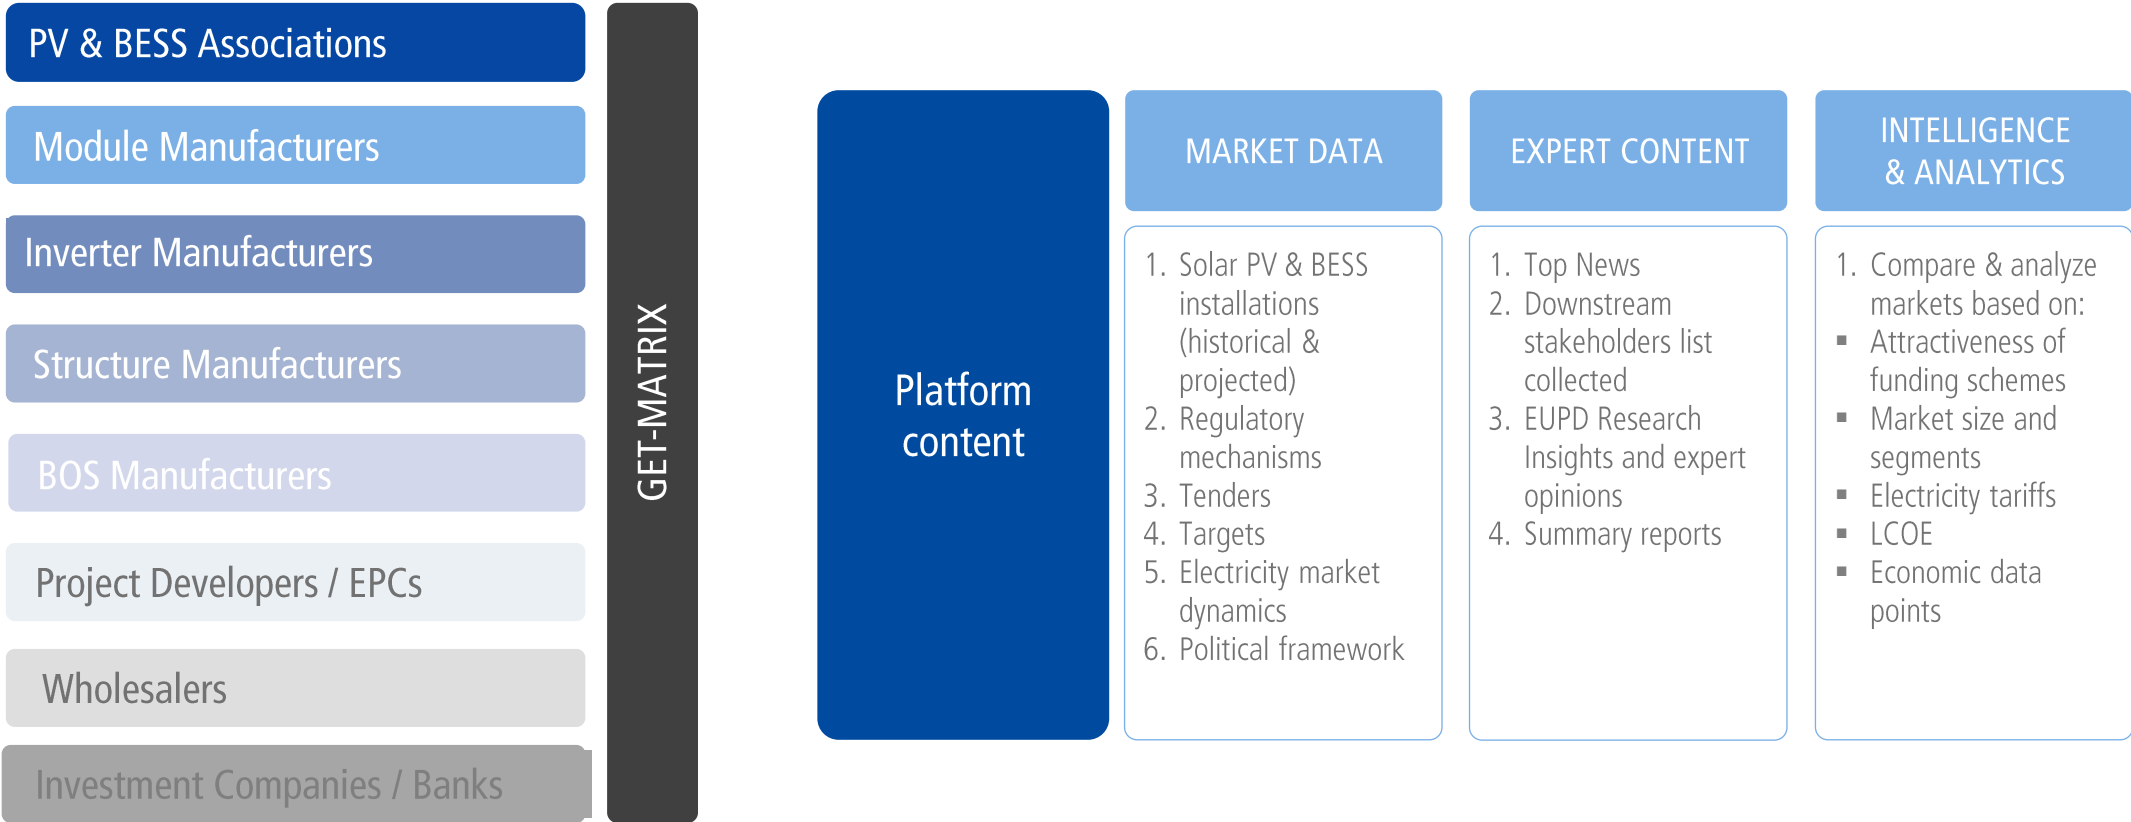 PV & BESS Associations
Module Manufacturers
Inverter Manufacturers
Structure Manufacturers
BOS Manufacturers
Project Developers / EPCs
Wholesalers
Investment Companies / Banks
GET-MATRIX
Platform
content
MARKET DATA
1. Solar PV & BESS
installations
(historical &
projected)
2. Regulatory
mechanisms
3. Tenders
4. Targets
5. Electricity market
dynamics
6. Political framework
EXPERT CONTENT
1. Top News
2. Downstream
stakeholders list
collected
3. EUPD Research
Insights and expert
opinions
4. Summary reports
INTELLIGENCE
& ANALYTICS
1. Compare & analyze
markets based on:
▪ Attractiveness of
funding schemes
▪ Market size and
segments
▪ Electricity tariffs
▪ LCOE
▪ Economic data
points